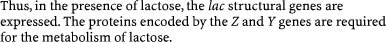 Thus, in the presence of lactose, the lac structural genes are
expressed. The proteins encoded by the Z and Y genes are required
for the metabolism of lactose.